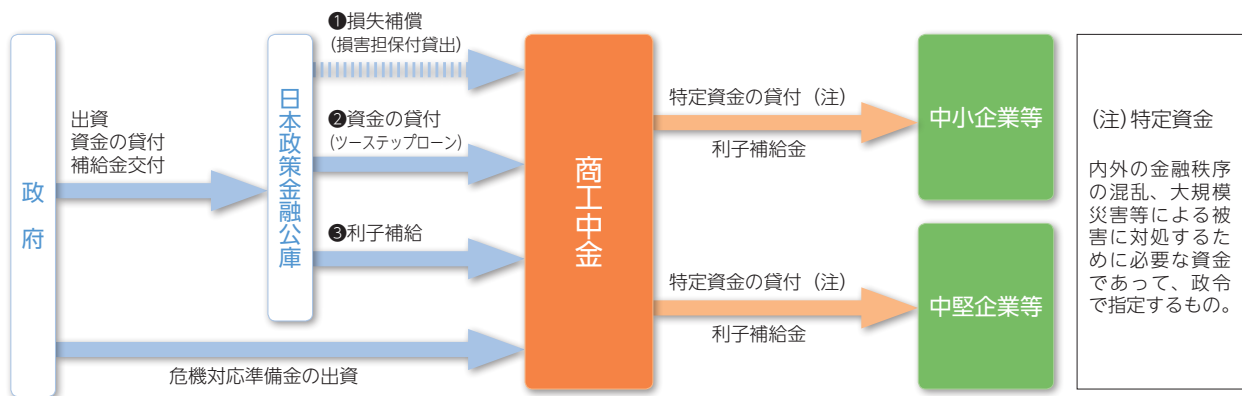 政府
出資
資金の貸付
補給金交付
日本政策金融公庫
❶損失補償
(損害担保付貸出)
❷資金の貸付
(ツーステップローン)
❸利子補給
危機対応準備金の出資
商工中金
特定資金の貸付（注）
利子補給金
中小企業等
特定資金の貸付（注）
利子補給金
中堅企業等
(注)特定資金
内外の金融秩序
の混乱、大規模
災害等による被
害に対処するた
めに必要な資金
であって、政令
で指定するもの。